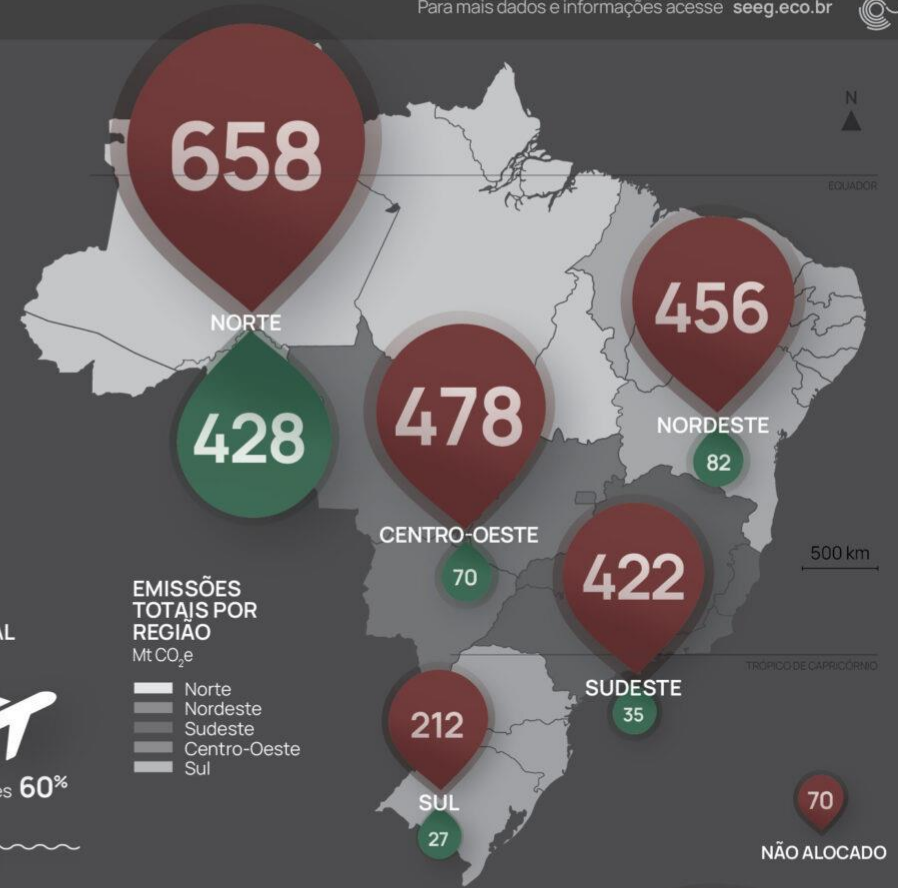 Para mais dados e informações acesse seeg.eco.br
N
EQUADOR
658
NORTE
428
456
NORDESTE
82
478
CENTRO-OESTE
70
422
SUDESTE
35
500 km
TRÓPICO DE CAPRICÓRNIO
EMISSÕES
TOTAIS POR
REGIÃO
Mt CO₂e
Norte
Nordeste
Sudeste
Centro-Oeste
Sul
AL
es 60%
212
SUL
27
70
NÃO ALOCADO